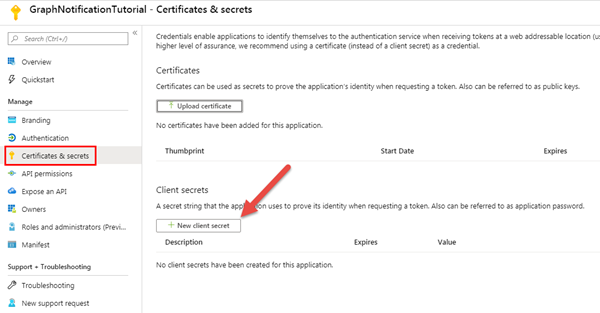 GraphNotificationTutorial - Certificates & secrets
Search (Ctrl+/)
«
Overview
Quickstart
Manage
Branding
Authentication
Certificates & secrets
API permissions
Expose an API
Owners
Roles and administrators (Previ...
Manifest
Support + Troubleshooting
Troubleshooting
New support request
Credentials enable applications to identify themselves to the authentication service when receiving tokens at a web addressable location (u
higher level of assurance, we recommend using a certificate (instead of a client secret) as a credential.
Certificates
Certificates can be used as secrets to prove the application's identity when requesting a token. Also can be referred to as public keys.
Upload certificate
No certificates have been added for this application.
Thumbprint Start Date Expires
Client secrets
A secret string that the application uses to prove its identity when requesting a token. Also can be referred to as application password.
+ New client secret
Description Expires Value
No client secrets have been created for this application.